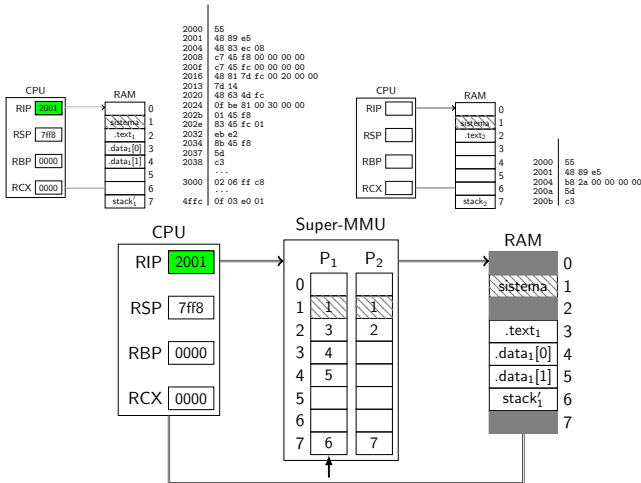 2000 55
2001 48 89 e5
2004 48 83 ec 08
2008 c7 45 f8 00 00 00 00
200f c7 45 fc 00 00 00 00
2016 48 81 7d fc 00 20 00 00
2013 7d 14
2020 48 63 4d fc
2024 0f be 81 00 30 00 00
202b 01 45 f8
202e 83 45 fc 01
2032 eb e2
2034 8b 45 f8
2037 5d
2038 c3
...
3000 02 06 ff c8
...
4ffc 0f 03 e0 01
CPU
RIP 2001
RSP 7ff8
RBP 0000
RCX 0000
RAM
0
sistema 1
.text₁ 2
.data₁[0] 3
.data₁[1] 4
5
6
stack′₁ 7
CPU
RIP
RSP
RBP
RCX
RAM
0
sistema 1
.text₂ 2
3
4
5
6
stack₂ 7
2000 55
2001 48 89 e5
2004 b8 2a 00 00 00 00
200a 5d
200b c3
CPU
RIP 2001
RSP 7ff8
RBP 0000
RCX 0000
Super-MMU
P₁ P₂
0
1 1 1
2 3 2
3 4
4 5
5
6
7 6 7
RAM
0
sistema 1
2
.text₁ 3
.data₁[0] 4
.data₁[1] 5
stack′₁ 6
7